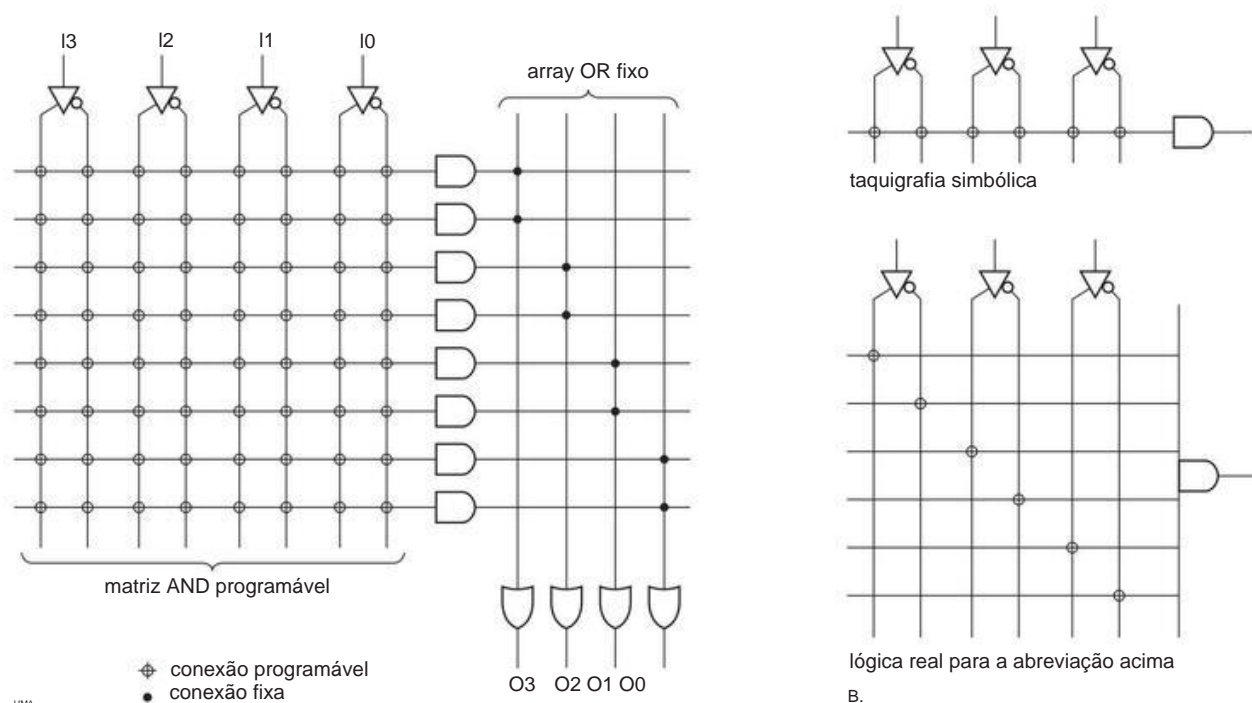 I3 I2 I1 I0
array OR fixo
matriz AND programável
conexão programável
conexão fixa
O3 O2 O1 O0
taquigrafia simbólica
lógica real para a abreviação acima
B.